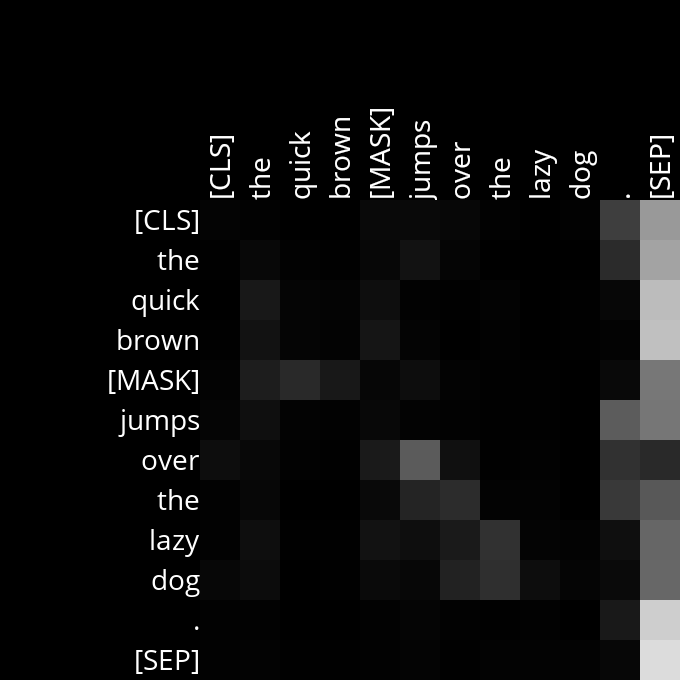 [CLS] the quick brown [MASK] jumps over the lazy dog . [SEP]
[CLS]
the
quick
brown
[MASK]
jumps
over
the
lazy
dog
.
[SEP]